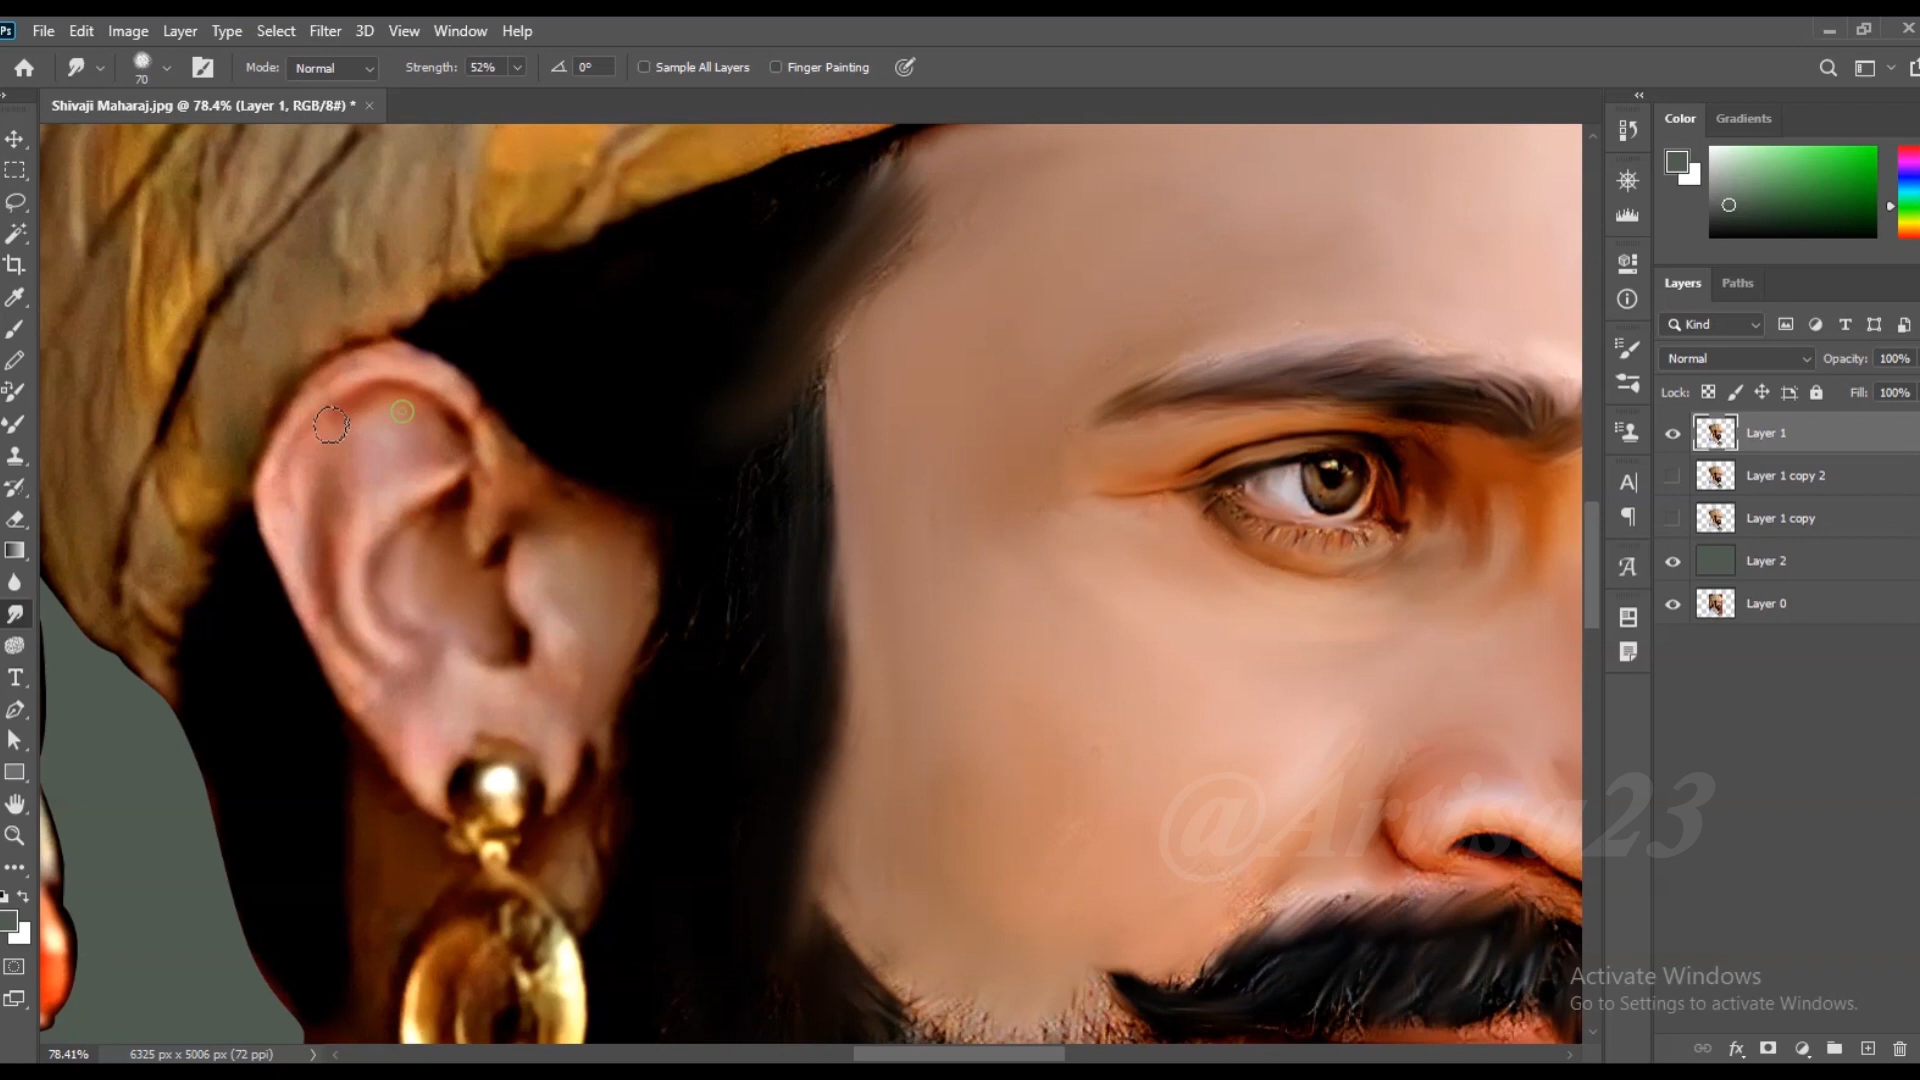 Ps File Edit Image Layer Type Select Filter 3D View Window Help
70 Mode: Normal Strength: 52% 0° Sample All Layers Finger Painting
Shivaji Maharaj.jpg @ 78.4% (Layer 1, RGB/8#) *
Color Gradients
Layers Paths
Kind
Normal Opacity: 100%
Lock: Fill: 100%
Layer 1
Layer 1 copy 2
Layer 1 copy
Layer 2
Layer 0
@Artisa23
Activate Windows
Go to Settings to activate Windows.
78.41% 6325 px x 5006 px (72 ppi)